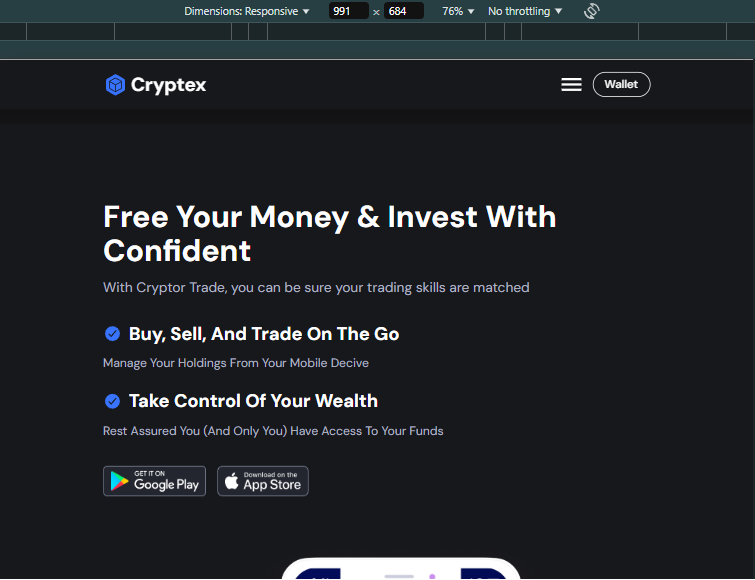 Dimensions: Responsive 991 × 684 76% No throttling
Cryptex Wallet
Free Your Money & Invest With
Confident
With Cryptor Trade, you can be sure your trading skills are matched
Buy, Sell, And Trade On The Go
Manage Your Holdings From Your Mobile Decive
Take Control Of Your Wealth
Rest Assured You (And Only You) Have Access To Your Funds
GET IT ON
Google Play
Download on the
App Store